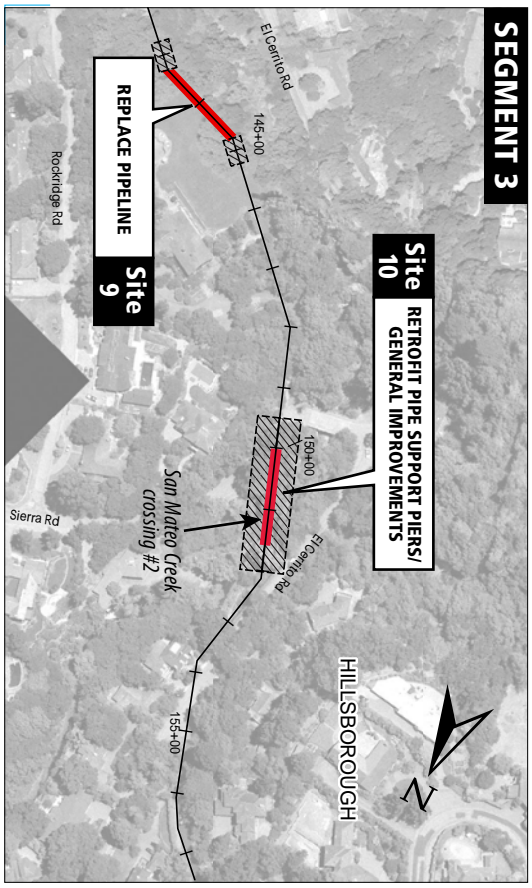 SEGMENT 3
El Cerrito Rd
145+00
REPLACE PIPELINE
Site
9
Rockridge Rd
Site
10
RETROFIT PIPE SUPPORT PIERS/
GENERAL IMPROVEMENTS
150+00
El Cerrito Rd
San Mateo Creek
crossing #2
Sierra Rd
HILLSBOROUGH
155+00
N